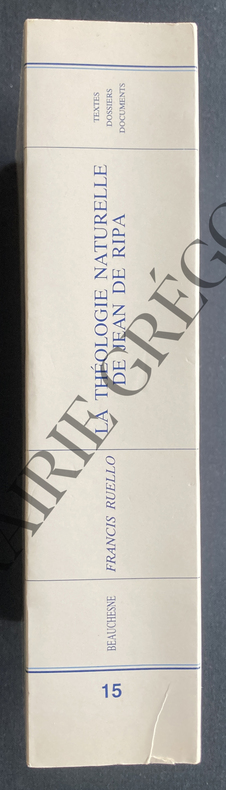 TEXTES
DOSSIERS
DOCUMENTS
LA THÉOLOGIE NATURELLE
DE JEAN DE RIPA
FRANCIS RUELLO
BEAUCHESNE
15
AIRIE GRÉGO